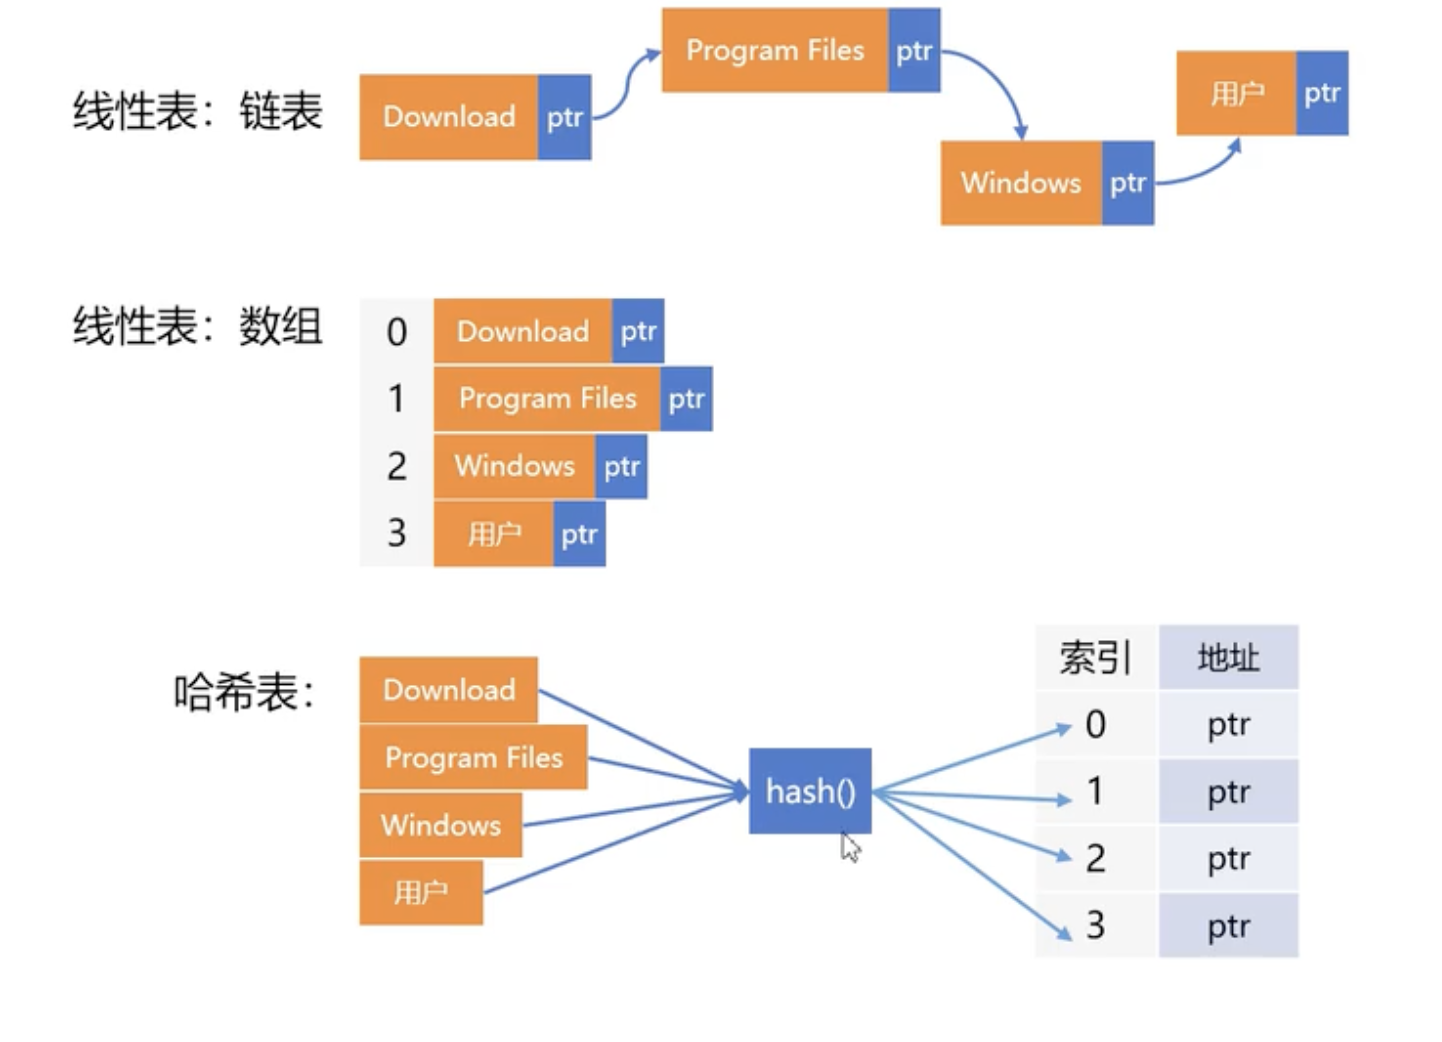 线性表：链表
Download ptr
Program Files ptr
Windows ptr
用户 ptr
线性表：数组
0 Download ptr
1 Program Files ptr
2 Windows ptr
3 用户 ptr
哈希表：
Download
Program Files
Windows
用户
hash()
索引 地址
0 ptr
1 ptr
2 ptr
3 ptr